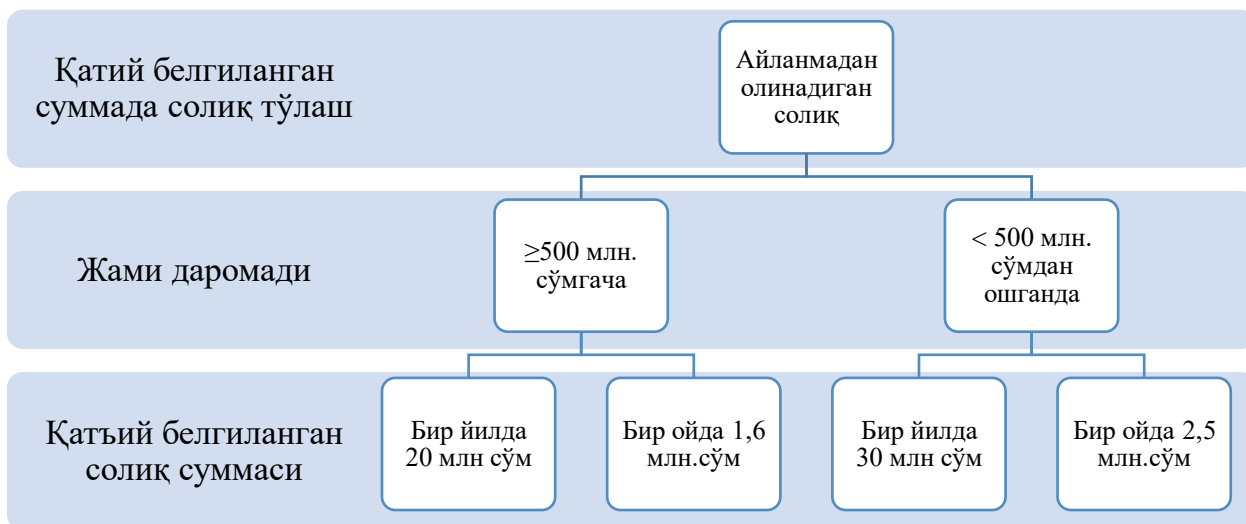 Қатий белгиланган
суммада солиқ тўлаш
Айланмадан
олинадиган
солиқ
Жами даромади
≥500 млн.
сўмгача
< 500 млн.
сўмдан
ошганда
Қатъий белгиланган
солиқ суммаси
Бир йилда
20 млн сўм
Бир ойда 1,6
млн.сўм
Бир йилда
30 млн сўм
Бир ойда 2,5
млн.сўм